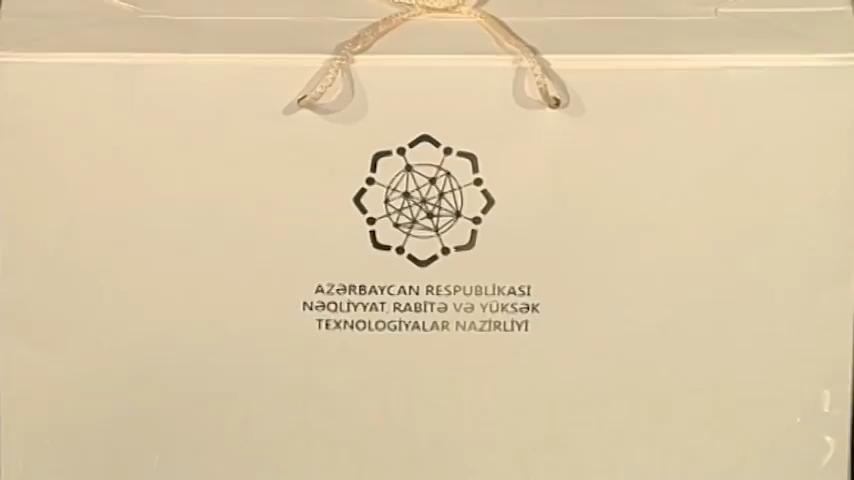 AZƏRBAYCAN RESPUBLİKASI
NƏQLİYYAT, RABİTƏ VƏ YÜKSƏK
TEXNOLOGİYALAR NAZİRLİYİ